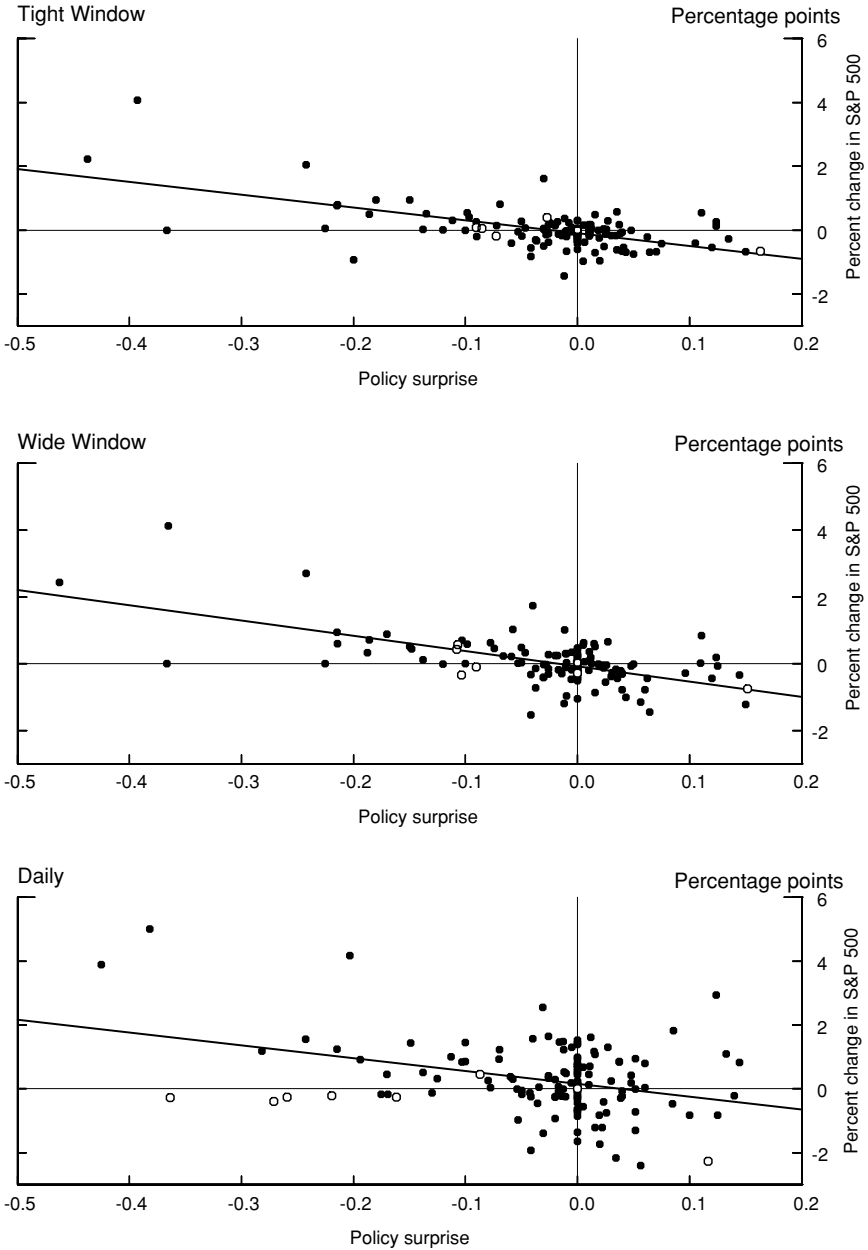 Tight Window Percentage points
6
4
2
0
-2
Percent change in S&P 500
-0.5 -0.4 -0.3 -0.2 -0.1 0.0 0.1 0.2
Policy surprise
Wide Window Percentage points
6
4
2
0
-2
Percent change in S&P 500
-0.5 -0.4 -0.3 -0.2 -0.1 0.0 0.1 0.2
Policy surprise
Daily Percentage points
6
4
2
0
-2
Percent change in S&P 500
-0.5 -0.4 -0.3 -0.2 -0.1 0.0 0.1 0.2
Policy surprise